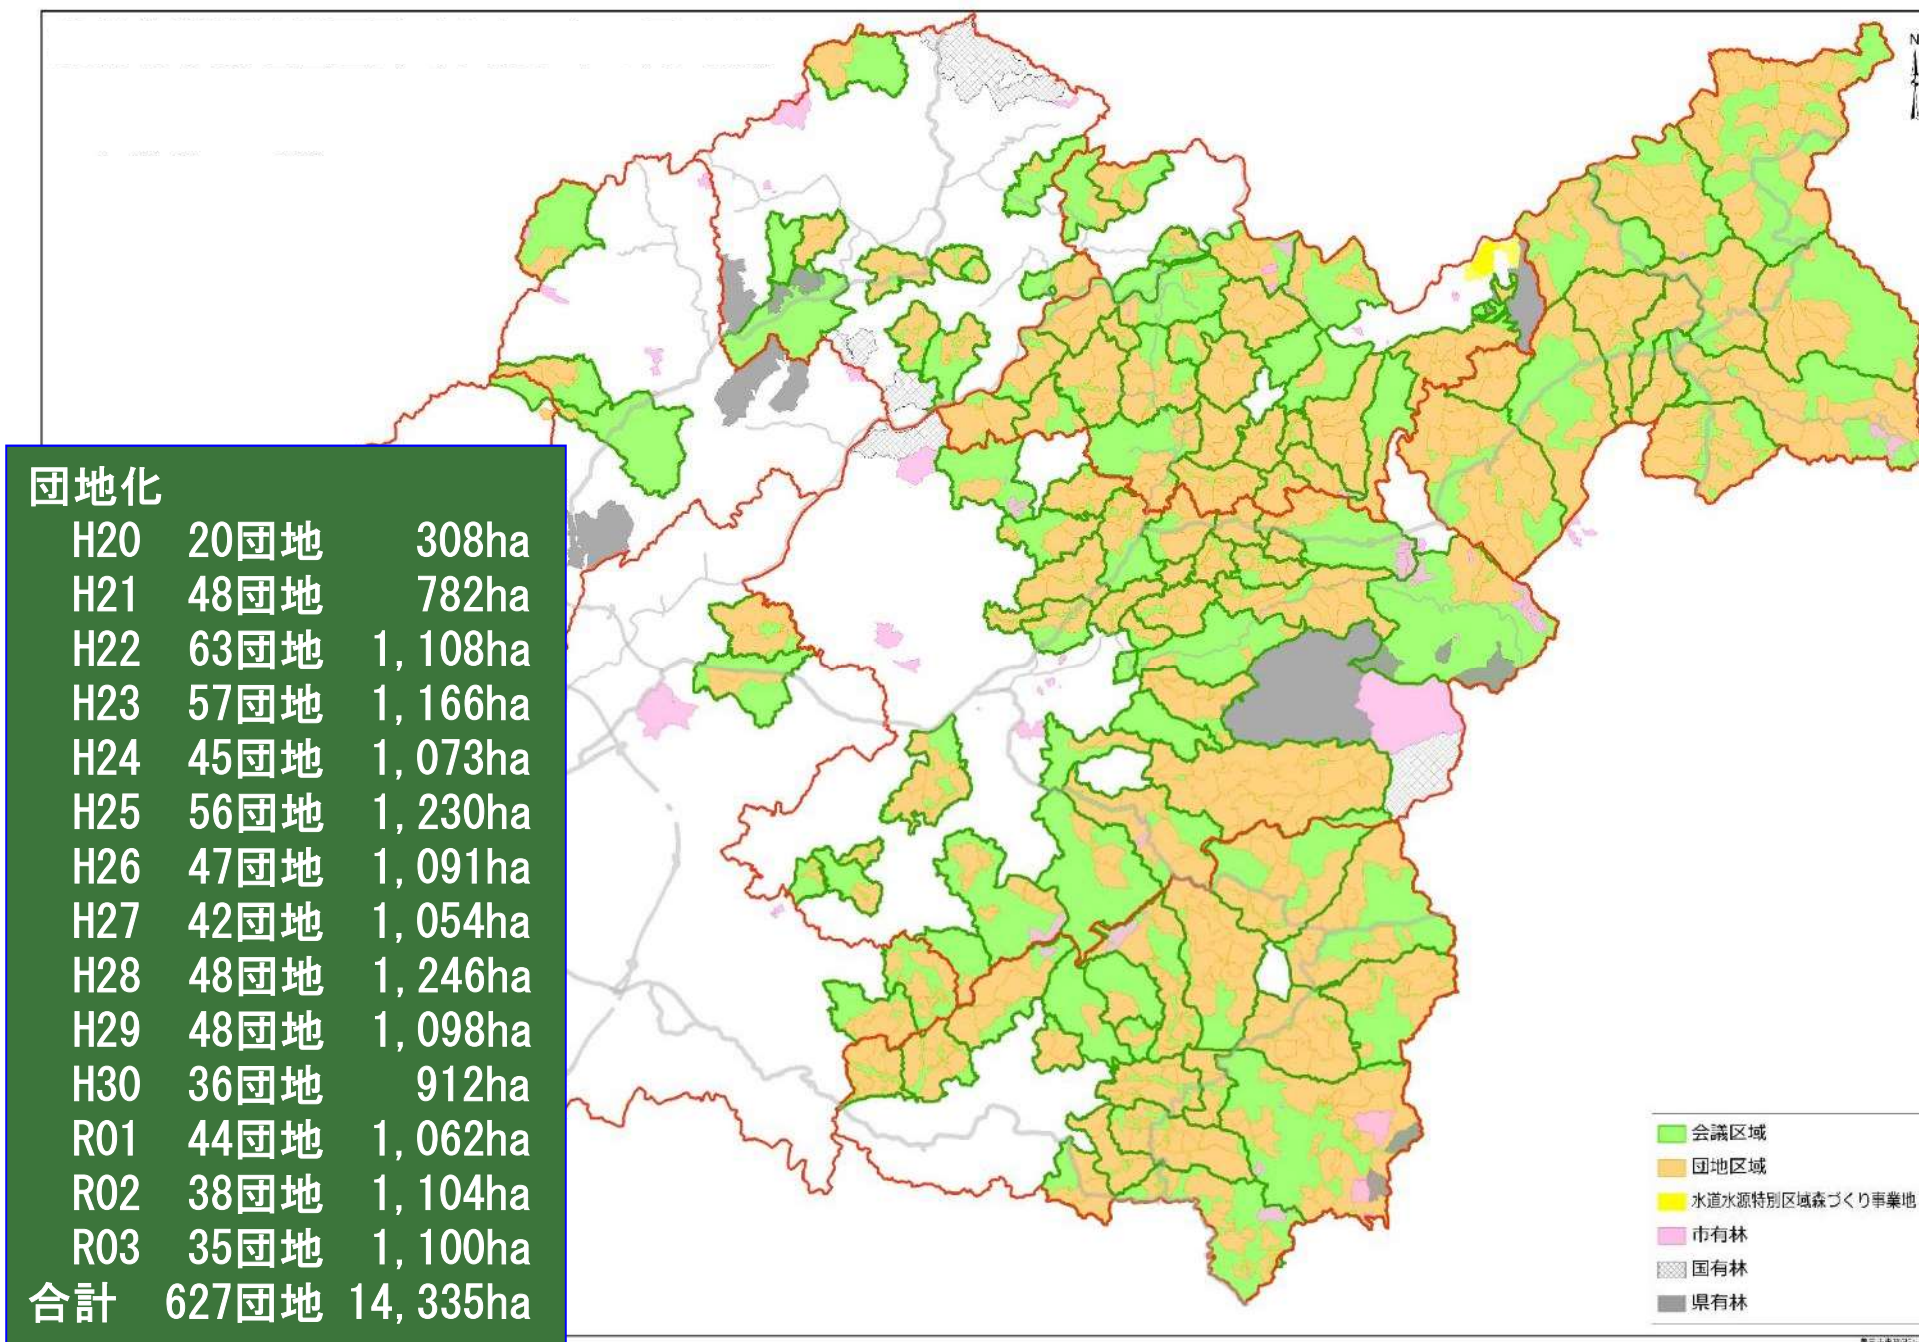 団地化
H20 20団地 308ha
H21 48団地 782ha
H22 63団地 1,108ha
H23 57団地 1,166ha
H24 45団地 1,073ha
H25 56団地 1,230ha
H26 47団地 1,091ha
H27 42団地 1,054ha
H28 48団地 1,246ha
H29 48団地 1,098ha
H30 36団地 912ha
R01 44団地 1,062ha
R02 38団地 1,104ha
R03 35団地 1,100ha
合計 627団地 14,335ha
N
会議区域
団地区域
水道水源特別区域森づくり事業地
市有林
国有林
県有林